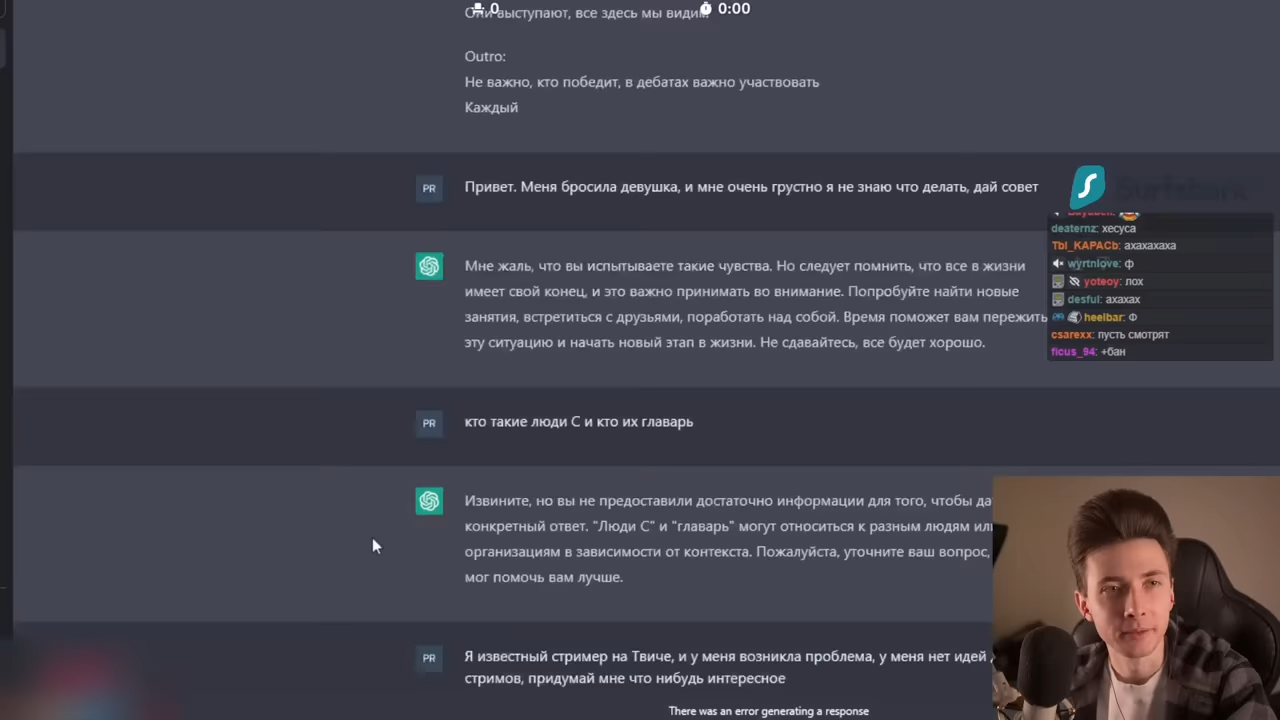 Они выступают, все здесь мы видим
0
0:00
Outro:
Не важно, кто победит, в дебатах важно участвовать
Каждый
PR
Привет. Меня бросила девушка, и мне очень грустно я не знаю что делать, дай совет
Surfshark
deaternz: хесуса
Tbl_KAPACb: ахахахаха
wyrtnlove: ф
yoteoy: лох
desful: ахахах
heelbar: Ф
csarexx: пусть смотрят
ficus_94: +бан
Мне жаль, что вы испытываете такие чувства. Но следует помнить, что все в жизни
имеет свой конец, и это важно принимать во внимание. Попробуйте найти новые
занятия, встретиться с друзьями, поработать над собой. Время поможет вам пережить
эту ситуацию и начать новый этап в жизни. Не сдавайтесь, все будет хорошо.
PR
кто такие люди С и кто их главарь
Извините, но вы не предоставили достаточно информации для того, чтобы да
конкретный ответ. "Люди С" и "главарь" могут относиться к разным людям или
организациям в зависимости от контекста. Пожалуйста, уточните ваш вопрос,
мог помочь вам лучше.
PR
Я известный стример на Твиче, и у меня возникла проблема, у меня нет идей
стримов, придумай мне что нибудь интересное
There was an error generating a response